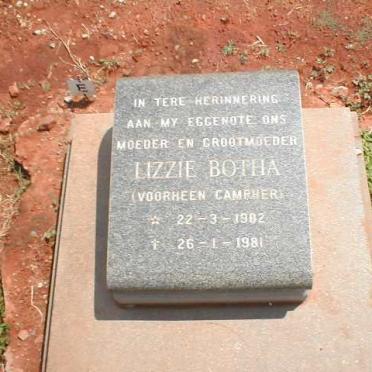 IN TERE HERINNERING
AAN MY EGGENOTE ONS
MOEDER EN GROOTMOEDER
LIZZIE BOTHA
(VOORHEEN CAMPHER)
☆ 22-3-1902
✝ 26-1-1981
E